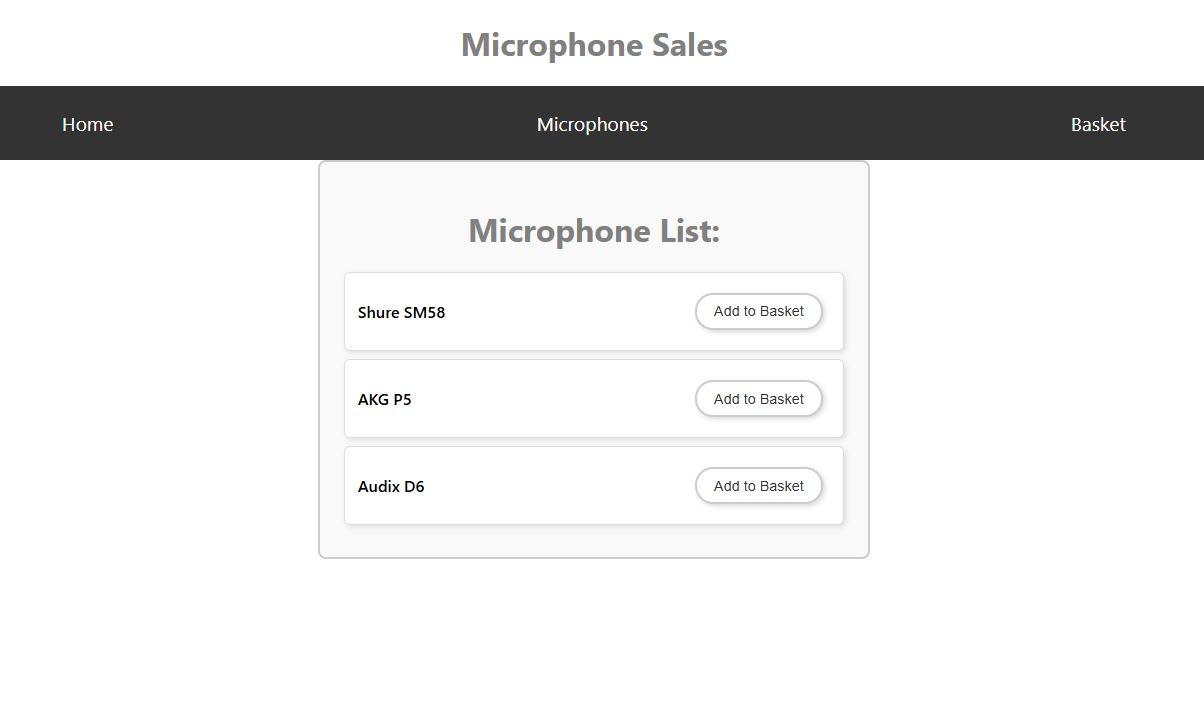 Microphone Sales
Home Microphones Basket
Microphone List:
Shure SM58 Add to Basket
AKG P5 Add to Basket
Audix D6 Add to Basket